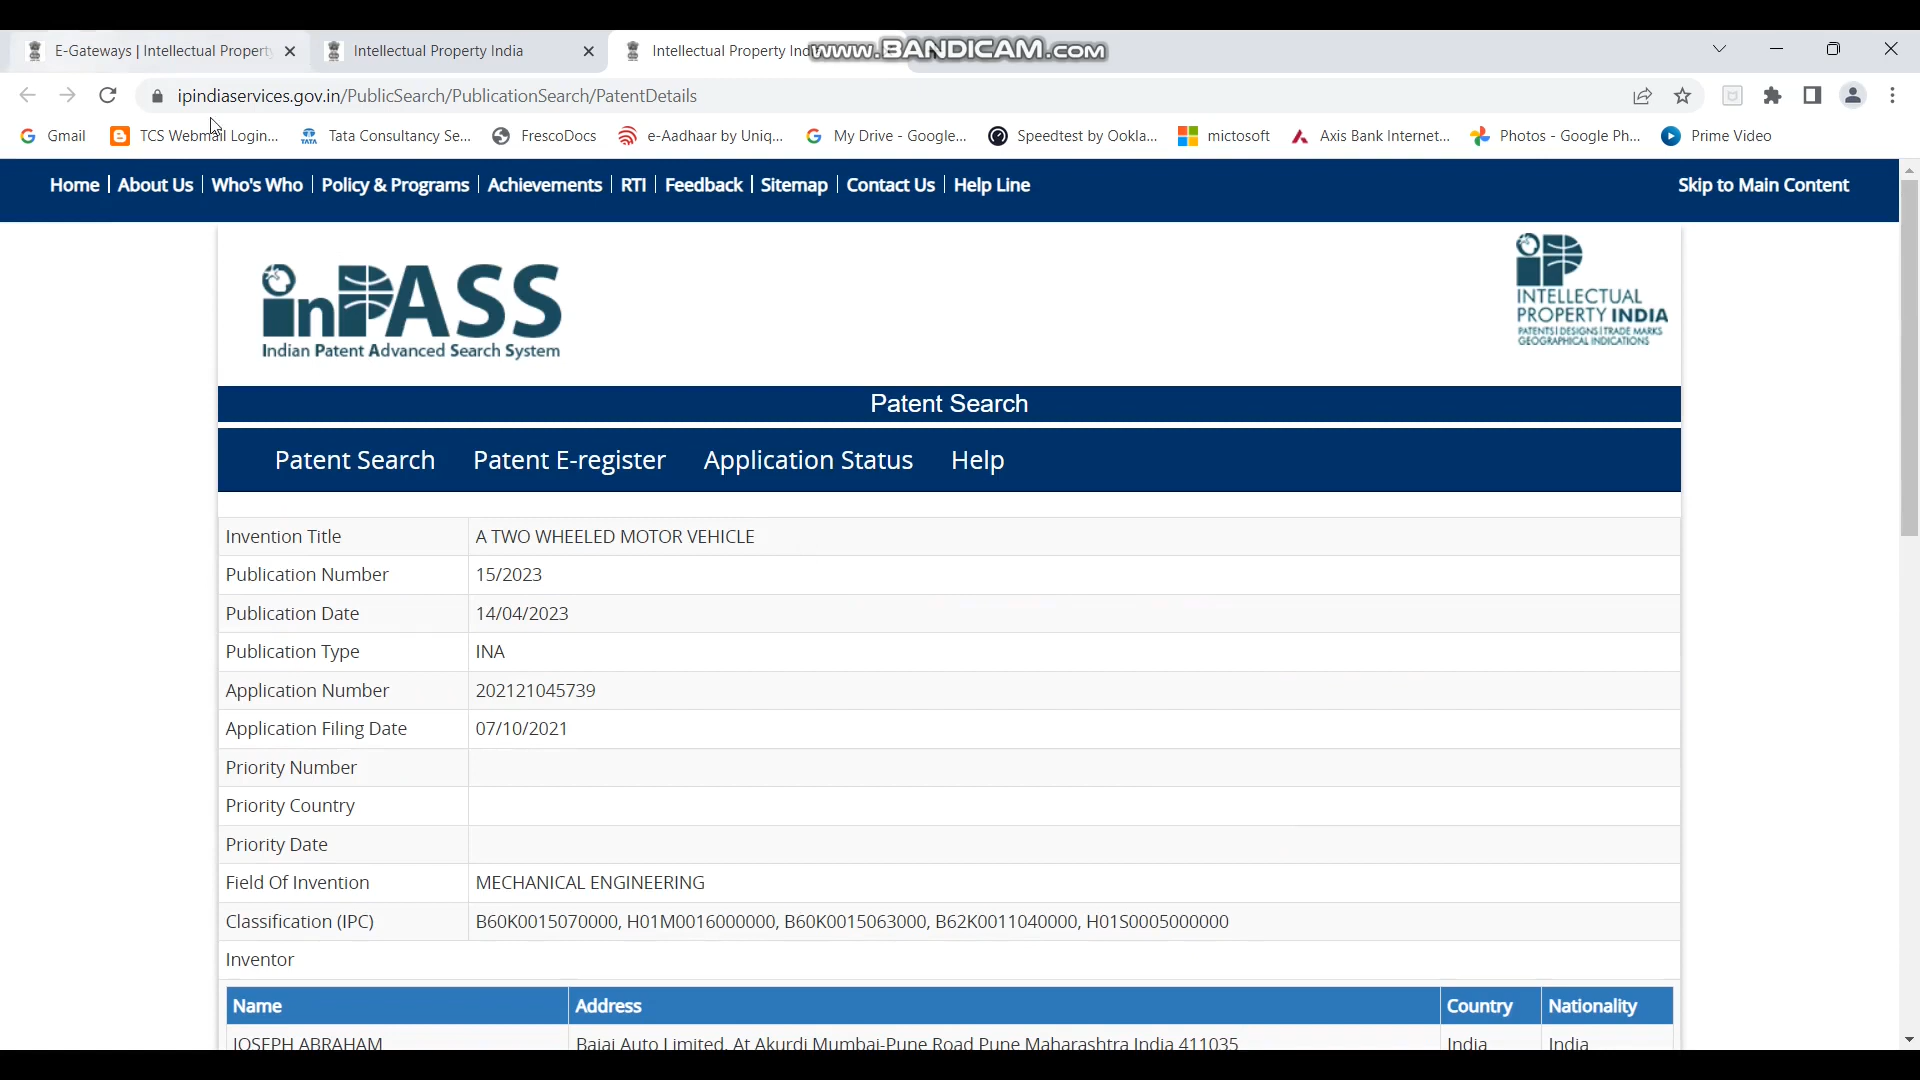 E-Gateways | Intellectual Propert
Intellectual Property India
Intellectual Property Ind
www.BANDICAM.com
ipindiaservices.gov.in/PublicSearch/PublicationSearch/PatentDetails
Gmail
TCS Webmail Login...
TATA
Tata Consultancy Se...
FrescoDocs
e-Aadhaar by Uniq...
My Drive - Google...
Speedtest by Ookla...
mictosoft
Axis Bank Internet...
Photos - Google Ph...
Prime Video
Home | About Us | Who's Who | Policy & Programs | Achievements | RTI | Feedback | Sitemap | Contact Us | Help Line
Skip to Main Content
inPASS
Indian Patent Advanced Search System
iP
INTELLECTUAL
PROPERTY INDIA
PATENTS | DESIGNS | TRADE MARKS
GEOGRAPHICAL INDICATIONS
Patent Search
Patent Search Patent E-register Application Status Help
Invention Title A TWO WHEELED MOTOR VEHICLE
Publication Number 15/2023
Publication Date 14/04/2023
Publication Type INA
Application Number 202121045739
Application Filing Date 07/10/2021
Priority Number
Priority Country
Priority Date
Field Of Invention MECHANICAL ENGINEERING
Classification (IPC) B60K0015070000, H01M0016000000, B60K0015063000, B62K0011040000, H01S0005000000
Inventor
Name Address Country Nationality
JOSEPH ABRAHAM Bajaj Auto Limited, At Akurdi Mumbai-Pune Road Pune Maharashtra India 411035 India India